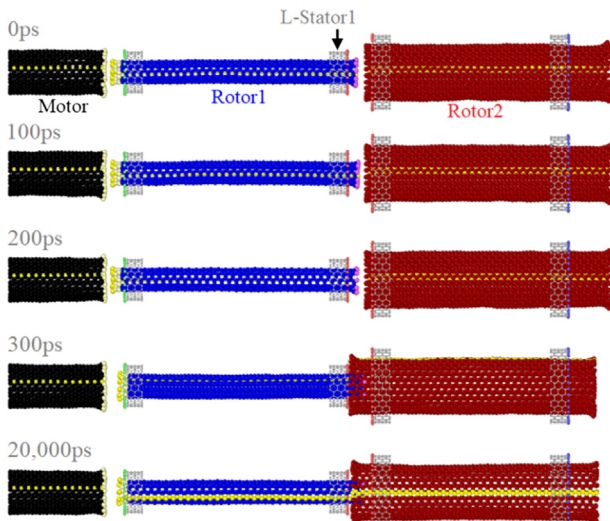 0ps
L-Stator1
Motor
Rotor1
Rotor2
100ps
200ps
300ps
20,000ps